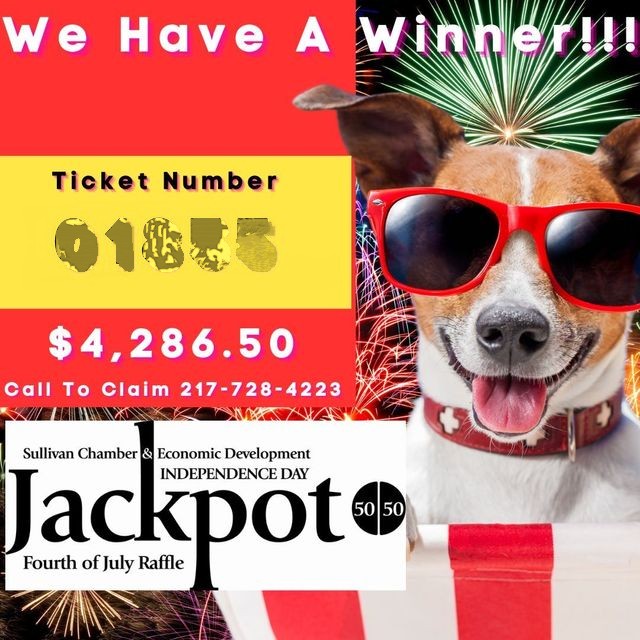 We Have A Winner!!!
Ticket Number
$4,286.50
Call To Claim 217-728-4223
Sullivan Chamber & Economic Development
INDEPENDENCE DAY
Jackpot 50 50
Fourth of July Raffle